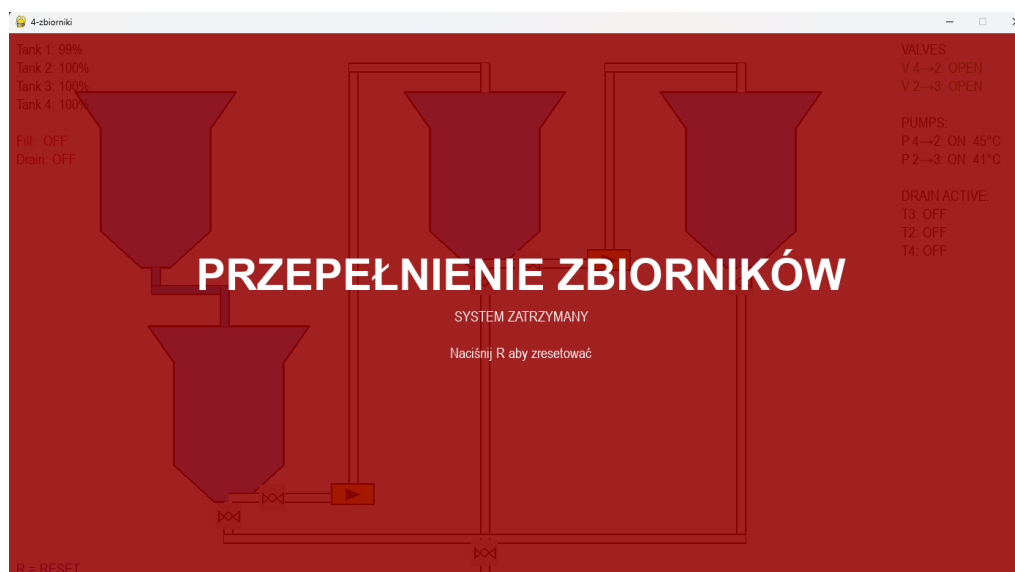 4-zbiorniki
Tank 1: 99%
Tank 2: 100%
Tank 3: 100%
Tank 4: 100%
Fill: OFF
Drain: OFF
VALVES
V 4→2: OPEN
V 2→3: OPEN
PUMPS:
P 4→2: ON 45°C
P 2→3: ON 41°C
DRAIN ACTIVE:
T3: OFF
T2: OFF
T4: OFF
PRZEPEŁNIENIE ZBIORNIKÓW
SYSTEM ZATRZYMANY
Naciśnij R aby zresetować
R = RESET